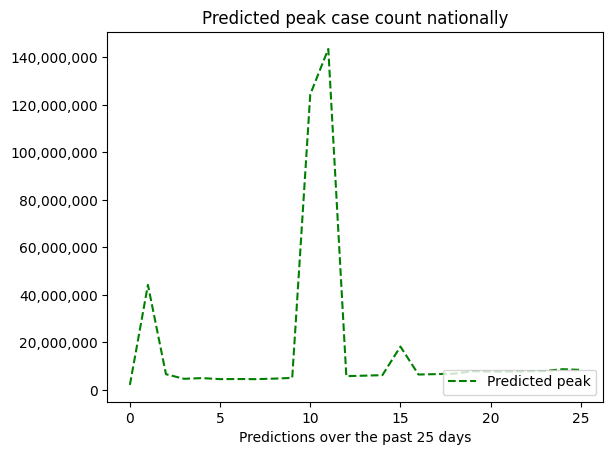 Predicted peak case count nationally
140,000,000
120,000,000
100,000,000
80,000,000
60,000,000
40,000,000
20,000,000
0
Predicted peak
0 5 10 15 20 25
Predictions over the past 25 days